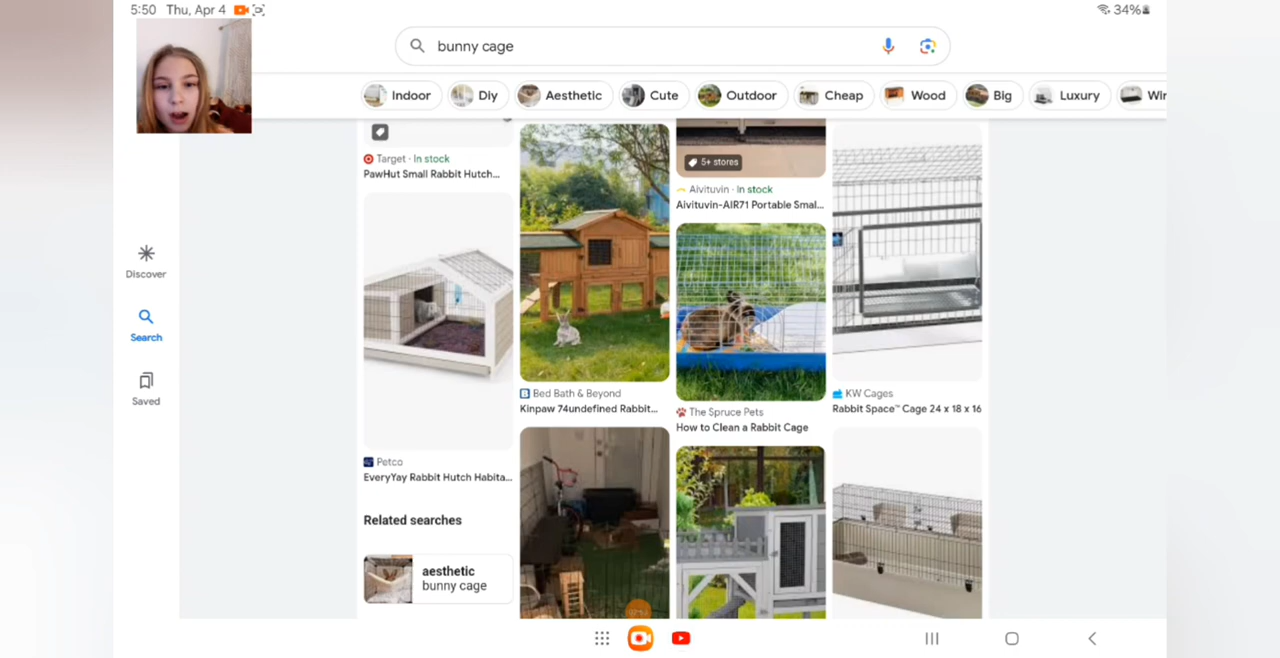 5:50 Thu, Apr 4
34%
bunny cage
Indoor
Diy
Aesthetic
Cute
Outdoor
Cheap
Wood
Big
Luxury
Wir
Target · In stock
PawHut Small Rabbit Hutch...
5+ stores
Aivituvin · In stock
Aivituvin-AIR71 Portable Smal...
Discover
Search
Saved
Bed Bath & Beyond
Kinpaw 74undefined Rabbit...
The Spruce Pets
How to Clean a Rabbit Cage
KW Cages
Rabbit Space™ Cage 24 x 18 x 16
Petco
EveryYay Rabbit Hutch Habita...
Related searches
aesthetic
bunny cage